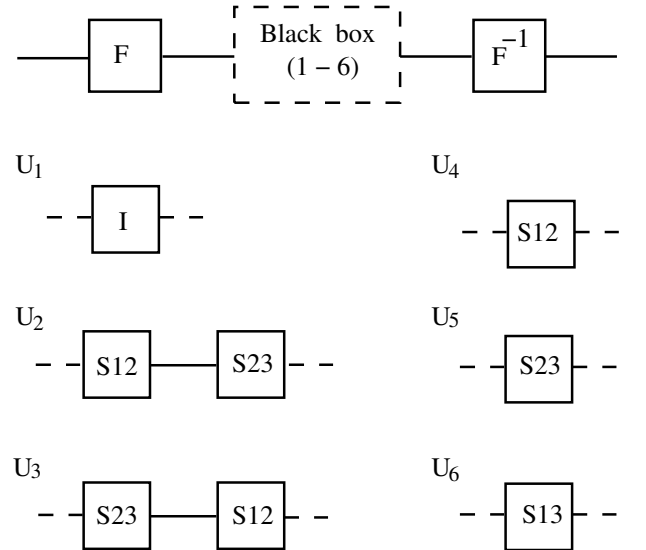 F
Black box
(1 – 6)
F⁻¹
U₁
I
U₄
S12
U₂
S12 S23
U₅
S23
U₃
S23 S12
U₆
S13